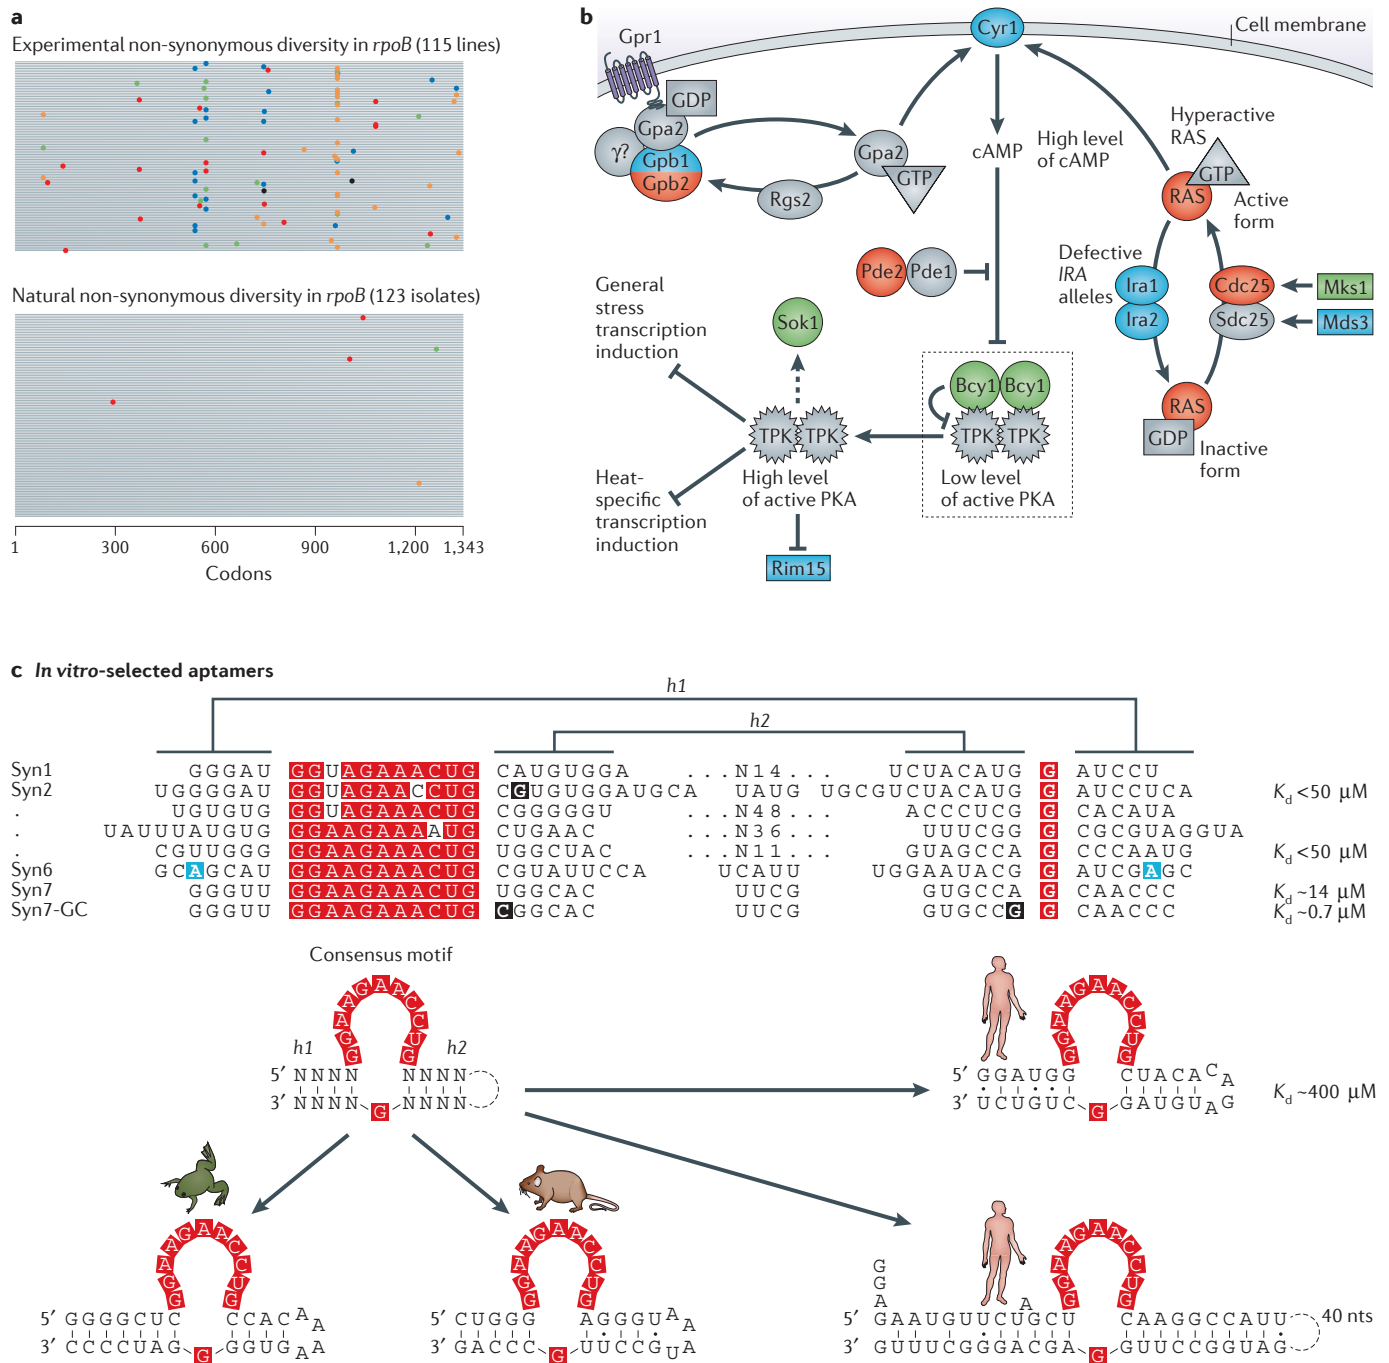 a
Experimental non-synonymous diversity in rpoB (115 lines)
Natural non-synonymous diversity in rpoB (123 isolates)
1 300 600 900 1,200 1,343
Codons
b
Cell membrane
Cyr1
Gpr1
GDP
Gpa2
γ?
Gpb1
Gpb2
Gpa2
GTP
Rgs2
cAMP
High level
of cAMP
Hyperactive
RAS
GTP
RAS
Active
form
Defective
IRA
alleles
Ira1
Ira2
Cdc25
Sdc25
Mks1
Mds3
RAS
GDP
Inactive
form
Pde2
Pde1
General
stress
transcription
induction
Sok1
Bcy1 Bcy1
TPK TPK
Low level
of active PKA
TPK TPK
High level
of active PKA
Heat-
specific
transcription
induction
Rim15
c In vitro-selected aptamers
h1
h2
Syn1 GGGAU GGUAGAAACUG CAUGUGGA ...N14... UCUACAUG G AUCCU
Syn2 UGGGGAU GGUAGAACCUG CGUGUGGAUGCA UAUG UGCGUCUACAUG G AUCCUCA Kd <50 μM
. UGUGUG GGUAGAAACUG CGGGGGU ...N48... ACCCUCG G CACAUA
. UAUUUAUGUG GGAAGAAAAUG CUGAAC ...N36... UUUCGG G CGCGUAGGUA
. CGUUGGG GGAAGAAACUG UGGCUAC ...N11... GUAGCCA G CCCAAUG Kd <50 μM
Syn6 GCAGCAU GGAAGAAACUG CGUAUUCCA UCAUU UGGAAUACG G AUCGAGC
Syn7 GGGUU GGAAGAAACUG UGGCAC UUCG GUGCCA G CAACCC Kd ~14 μM
Syn7-GC GGGUU GGAAGAAACUG CGGCAC UUCG GUGCCG G CAACCC Kd ~0.7 μM
Consensus motif
GGAAGAACCUG
h1 h2
5′ NNNN NNNN
3′ NNNN G NNNN
GGAAGAACCUG
5′ GGAUGG CUACAC
A
G
3′ UCUGUC G GAUGUA
Kd ~400 μM
GGAAGAACCUG
5′ GGGGCUC CCACA
A
A
3′ CCCCUAG G GGUGA
GGAAGAACCUG
5′ CUGGG AGGGUA
A
3′ GACCC G UUCCGUA
GGAAGAACCUG
G
G
A
A
5′ GAAUGUUCUGCU CAAGGCCAUU 40 nts
3′ GUUUCGGGACGA G GUUCCGGUAG